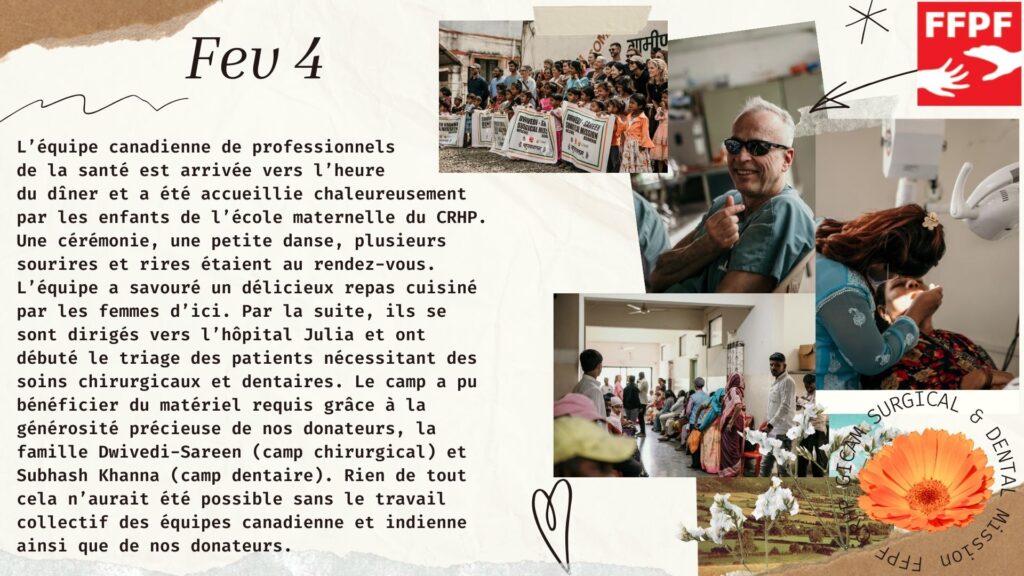 Feu 4
FFPF
L’équipe canadienne de professionnels
de la santé est arrivée vers l’heure
du dîner et a été accueillie chaleureusement
par les enfants de l’école maternelle du CRHP.
Une cérémonie, une petite danse, plusieurs
sourires et rires étaient au rendez-vous.
L’équipe a savouré un délicieux repas cuisiné
par les femmes d’ici. Par la suite, ils se
sont dirigés vers l’hôpital Julia et ont
débuté le triage des patients nécessitant des
soins chirurgicaux et dentaires. Le camp a pu
bénéficier du matériel requis grâce à la
générosité précieuse de nos donateurs, la
famille Dwivedi-Sareen (camp chirurgical) et
Subhash Khanna (camp dentaire). Rien de tout
cela n’aurait été possible sans le travail
collectif des équipes canadienne et indienne
ainsi que de nos donateurs.
ग्रामीण
DWIVEDI - SAREEN
SURGICAL MISSION
SURGICAL & DENTAL Mission FFPF